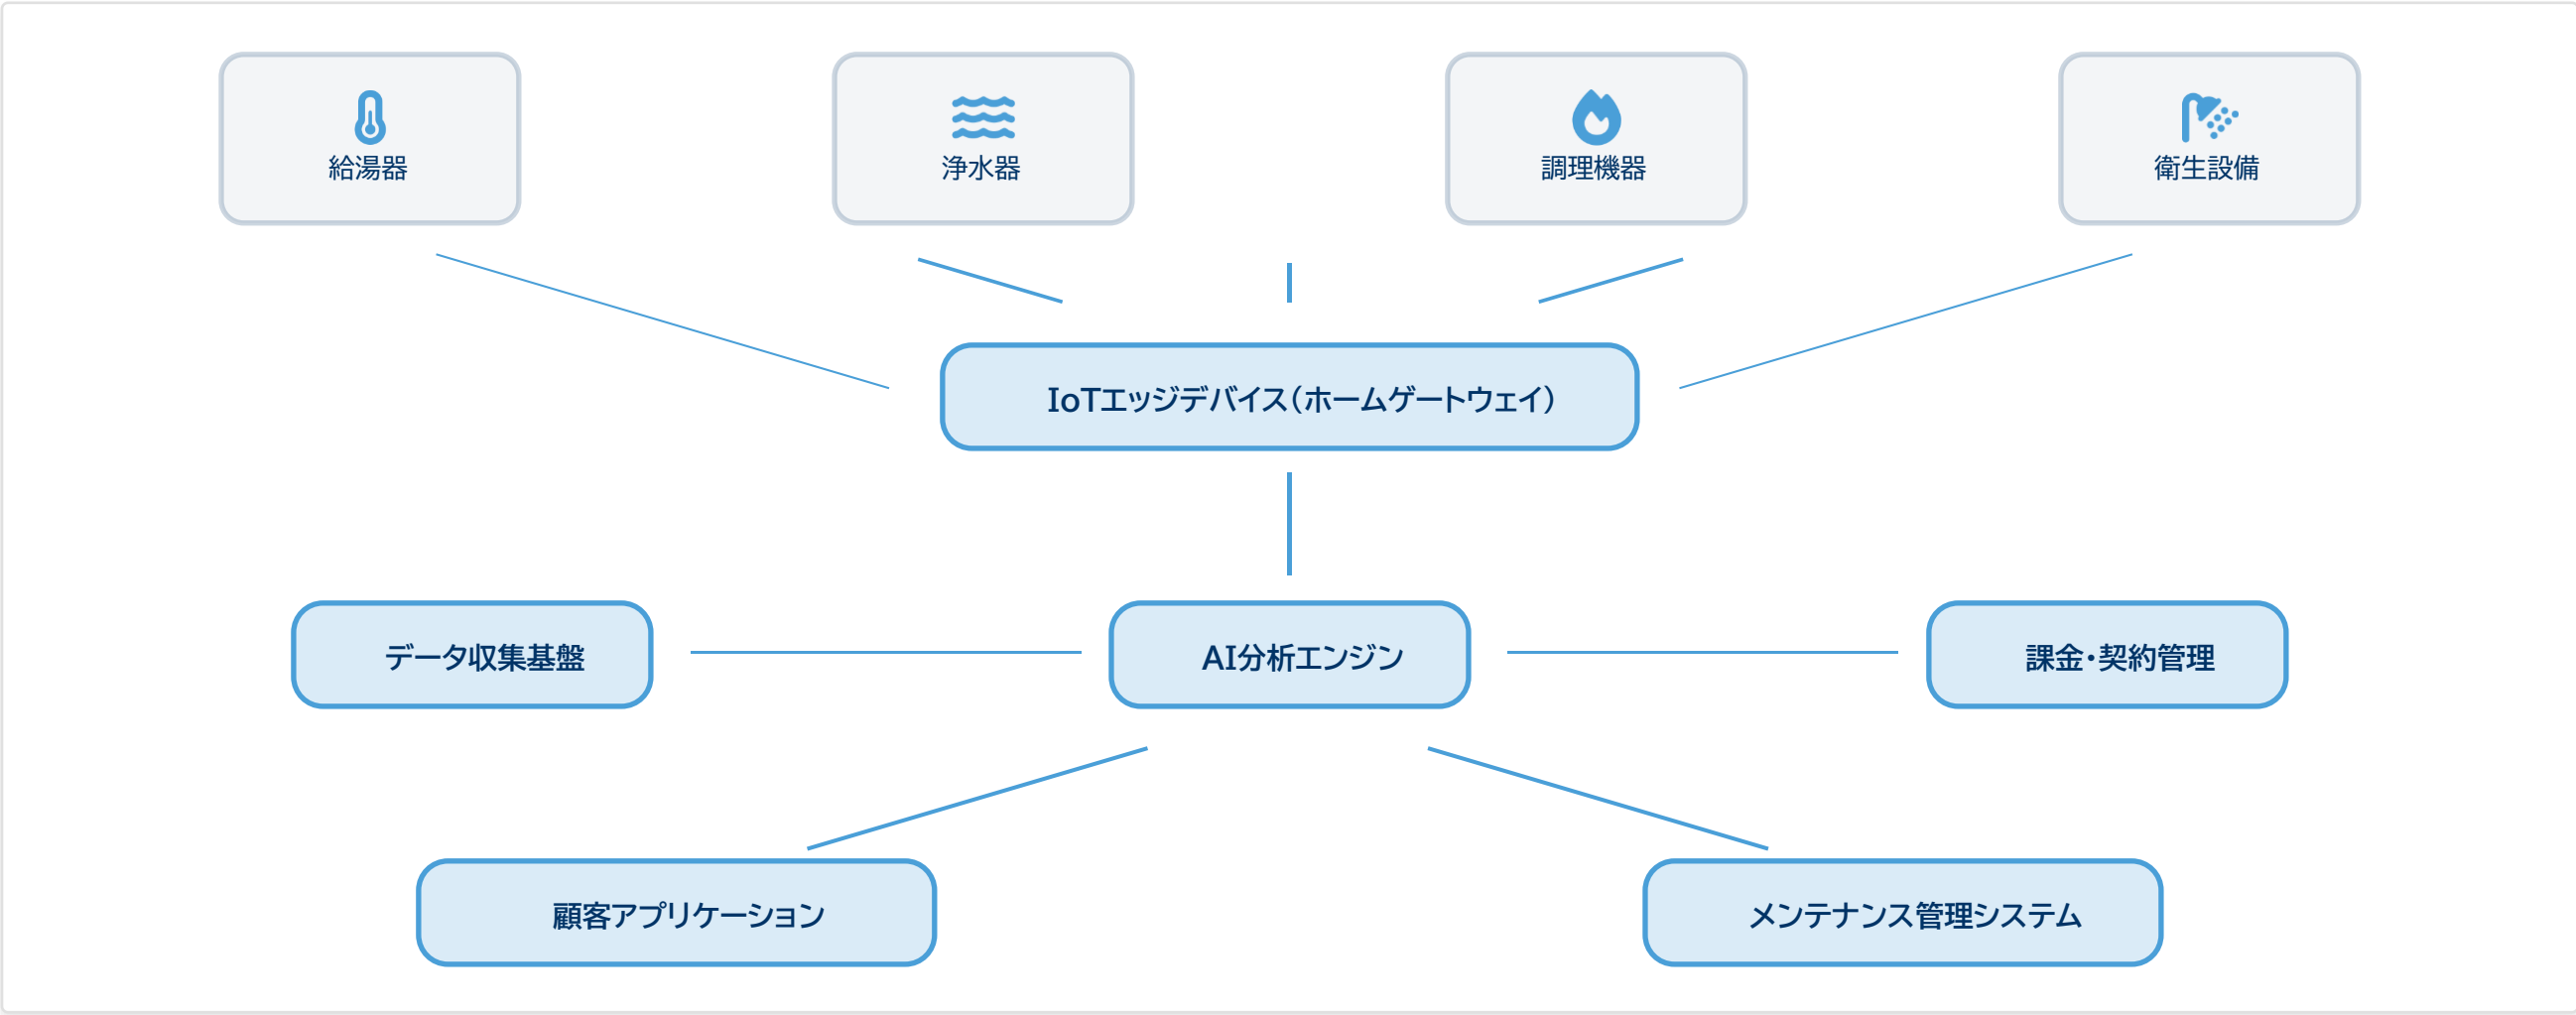 給湯器
浄水器
調理機器
衛生設備
IoTエッジデバイス（ホームゲートウェイ）
データ収集基盤
AI分析エンジン
課金・契約管理
顧客アプリケーション
メンテナンス管理システム